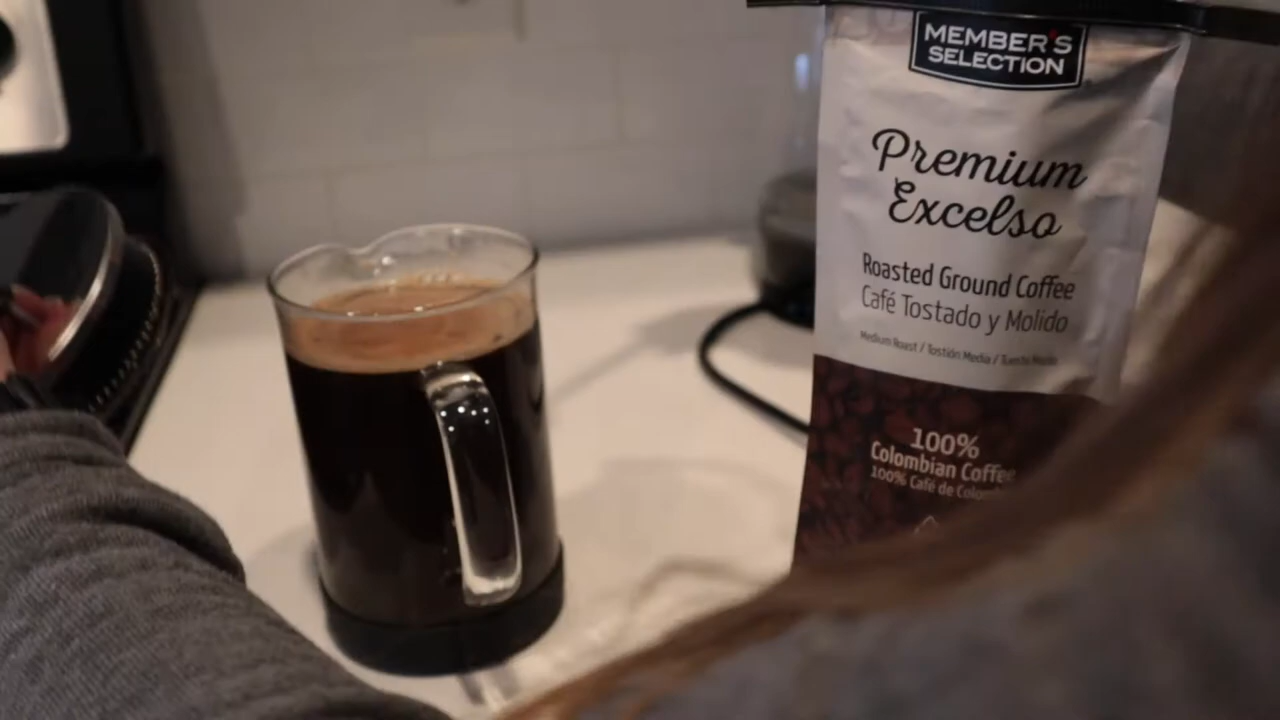 MEMBER'S
SELECTION
Premium
Excelso
Roasted Ground Coffee
Café Tostado y Molido
Medium Roast / Tostión Media /
100%
Colombian Coffee
100% Café de